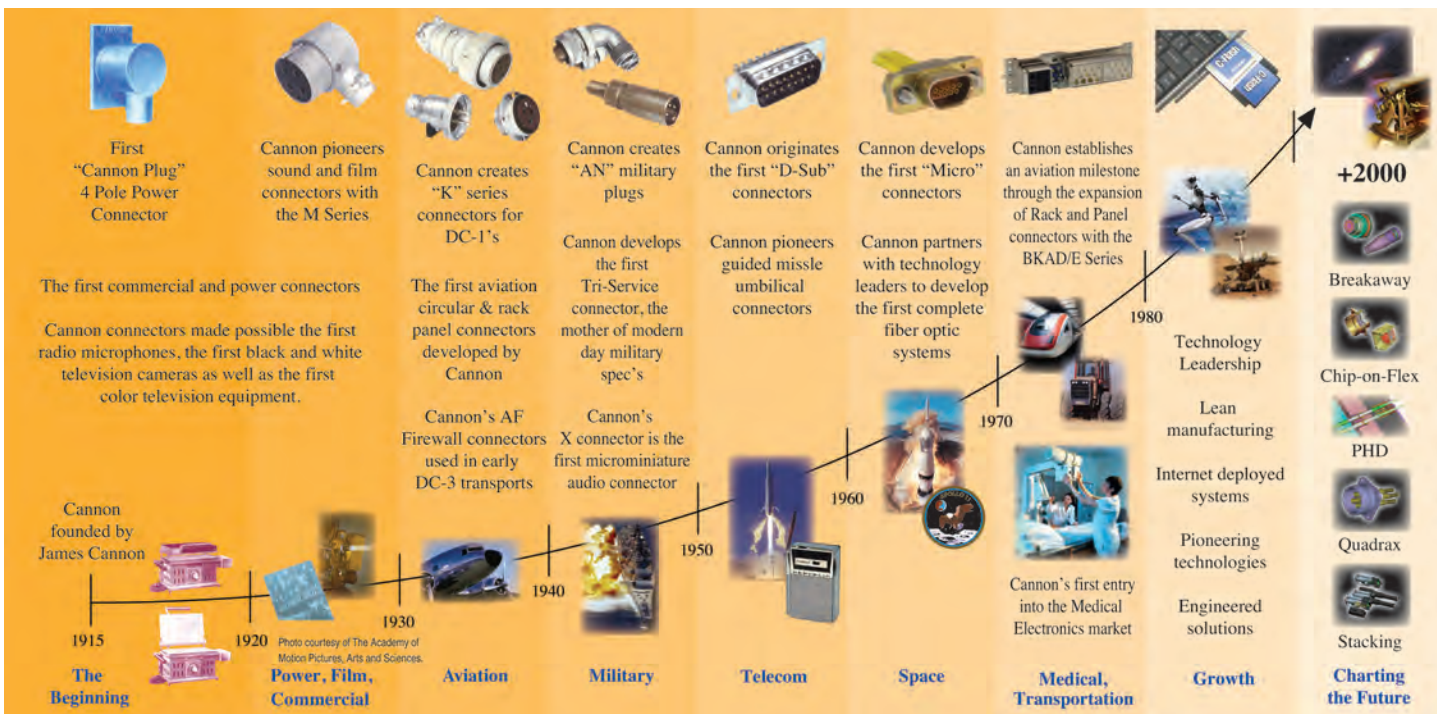 First
“Cannon Plug”
4 Pole Power
Connector
Cannon pioneers
sound and film
connectors with
the M Series
The first commercial and power connectors
Cannon connectors made possible the first
radio microphones, the first black and white
television cameras as well as the first
color television equipment.
Cannon creates
“K” series
connectors for
DC-1’s
The first aviation
circular & rack
panel connectors
developed by
Cannon
Cannon’s AF
Firewall connectors
used in early
DC-3 transports
Cannon creates
“AN” military
plugs
Cannon develops
the first
Tri-Service
connector, the
mother of modern
day military
spec’s
Cannon’s
X connector is the
first microminiature
audio connector
Cannon originates
the first “D-Sub”
connectors
Cannon pioneers
guided missle
umbilical
connectors
Cannon develops
the first “Micro”
connectors
Cannon partners
with technology
leaders to develop
the first complete
fiber optic
systems
Cannon establishes
an aviation milestone
through the expansion
of Rack and Panel
connectors with the
BKAD/E Series
Cannon’s first entry
into the Medical
Electronics market
C-Flash
C-Flash
Technology
Leadership
Lean
manufacturing
Internet deployed
systems
Pioneering
technologies
Engineered
solutions
+2000
Breakaway
Chip-on-Flex
PHD
Quadrax
Stacking
Cannon
founded by
James Cannon
1915
1920
1930
1940
1950
1960
1970
1980
Photo courtesy of The Academy of
Motion Pictures, Arts and Sciences.
APOLLO 11
The
Beginning
Power, Film,
Commercial
Aviation
Military
Telecom
Space
Medical,
Transportation
Growth
Charting
the Future